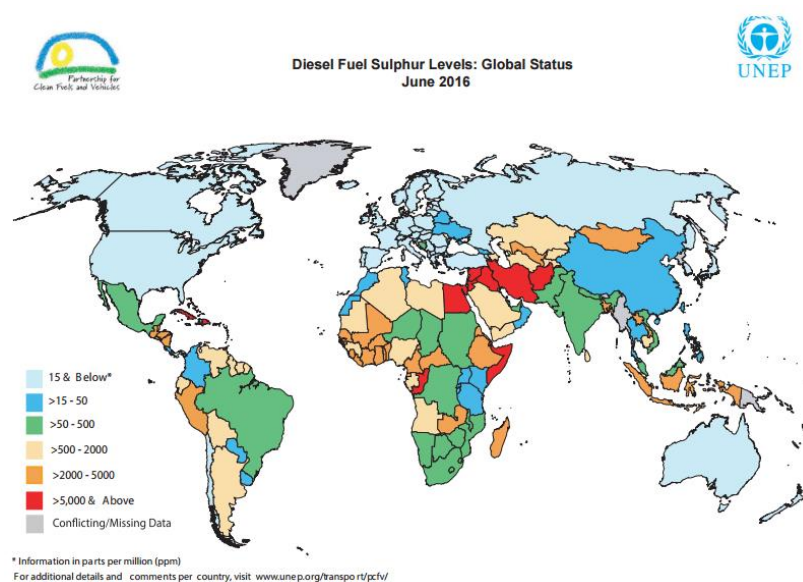 Partnership for
Clean Fuels and Vehicles
Diesel Fuel Sulphur Levels: Global Status
June 2016
UNEP
15 & Below*
>15 - 50
>50 - 500
>500 - 2000
>2000 - 5000
>5,000 & Above
Conflicting/Missing Data
* Information in parts per million (ppm)
For additional details and comments per country, visit www.unep.org/transport/pcfv/